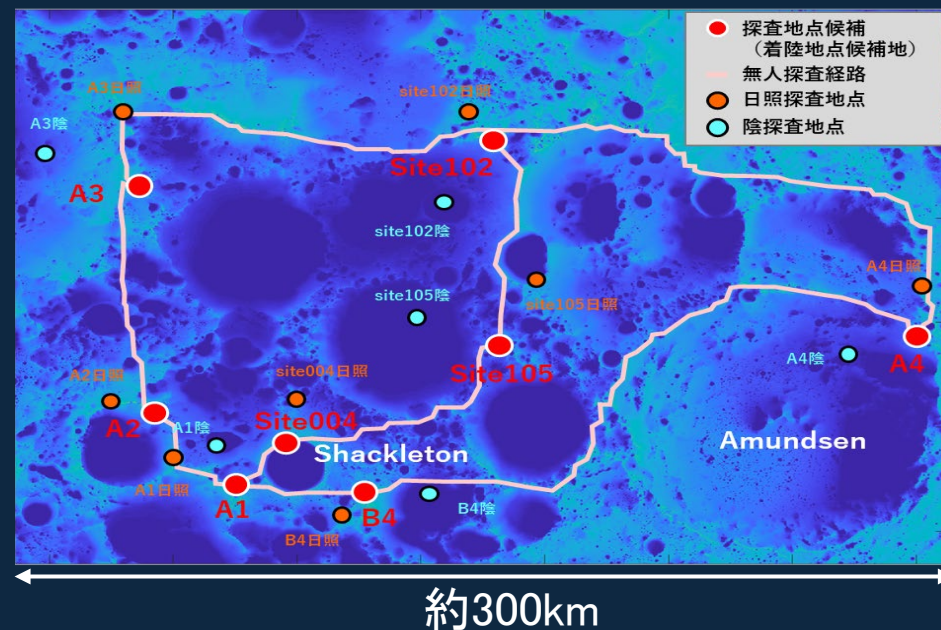 探査地点候補
（着陸地点候補地）
無人探査経路
日照探査地点
陰探査地点
A3日照
site102日照
A3陰
Site102
A3
site102陰
A4日照
site105陰
site105日照
A4
A4陰
site004日照
Site105
A2日照
A2
A1陰
Site004
Shackleton
Amundsen
A1日照
A1
B4
B4陰
B4日照
約300km